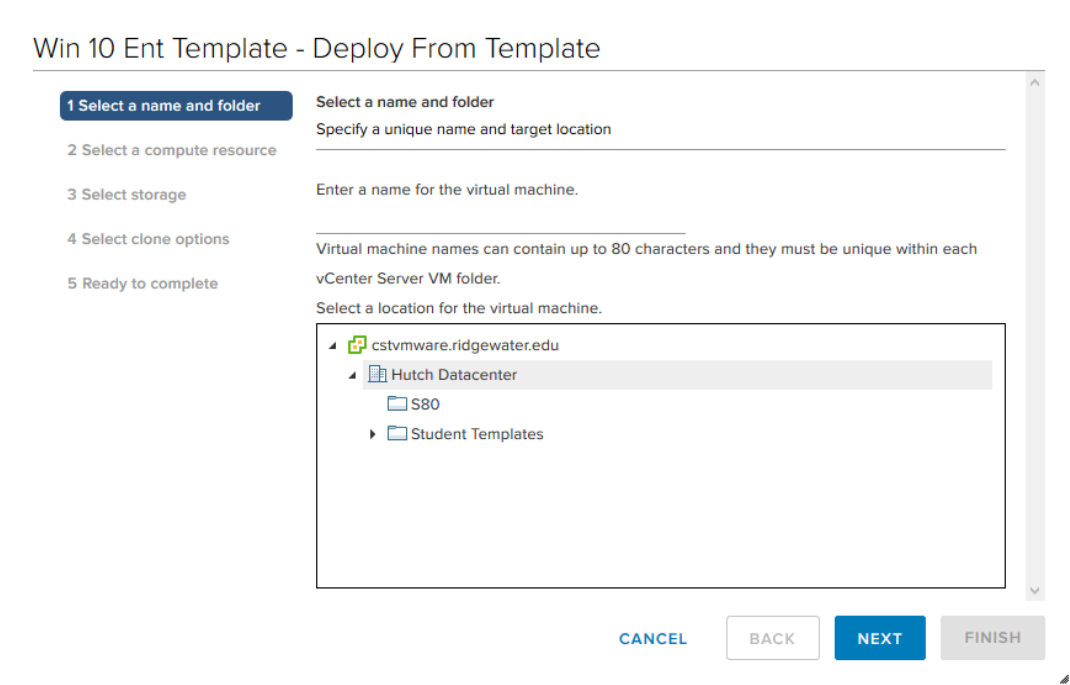 Win 10 Ent Template - Deploy From Template
1 Select a name and folder
2 Select a compute resource
3 Select storage
4 Select clone options
5 Ready to complete
Select a name and folder
Specify a unique name and target location
Enter a name for the virtual machine.
Virtual machine names can contain up to 80 characters and they must be unique within each
vCenter Server VM folder.
Select a location for the virtual machine.
cstvmware.ridgewater.edu
Hutch Datacenter
S80
Student Templates
CANCEL
BACK
NEXT
FINISH